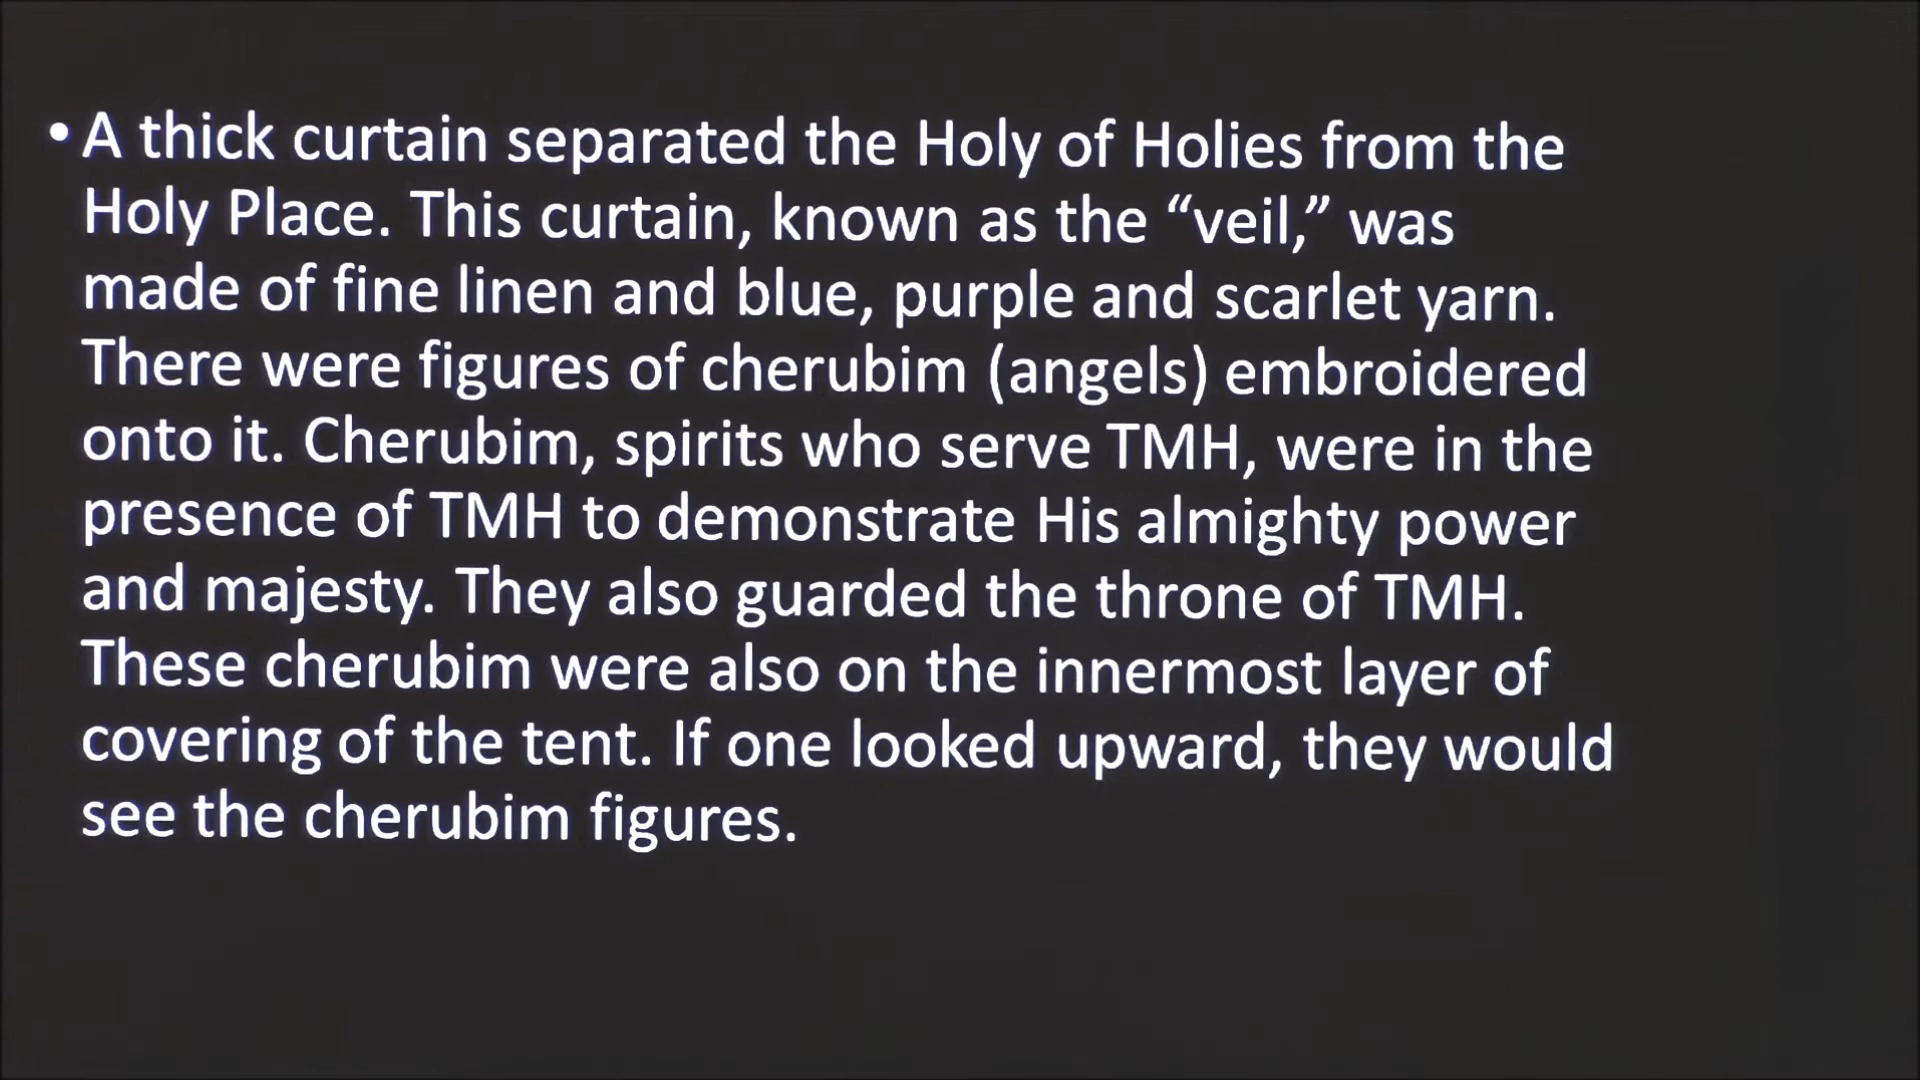 • A thick curtain separated the Holy of Holies from the
Holy Place. This curtain, known as the “veil,” was
made of fine linen and blue, purple and scarlet yarn.
There were figures of cherubim (angels) embroidered
onto it. Cherubim, spirits who serve TMH, were in the
presence of TMH to demonstrate His almighty power
and majesty. They also guarded the throne of TMH.
These cherubim were also on the innermost layer of
covering of the tent. If one looked upward, they would
see the cherubim figures.